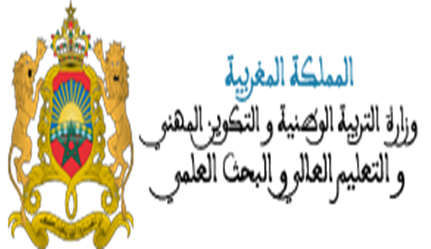 المملكة المغربية
وزارة التربية الوطنية و التكوين المهني
و التعليم العالي و البحث العلمي